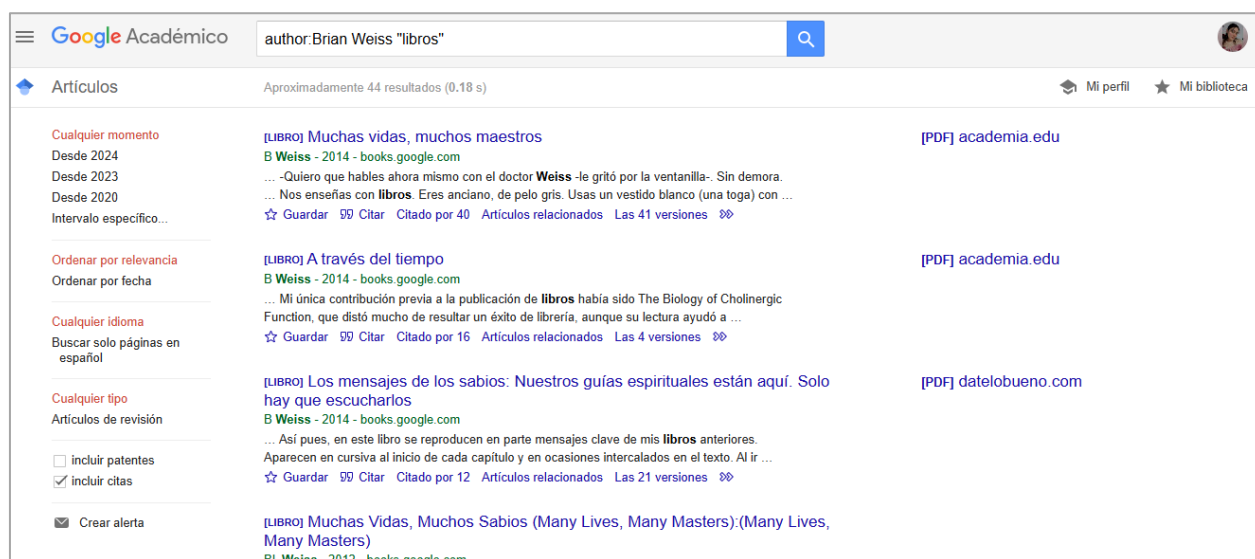 Google Académico
author:Brian Weiss "libros"
Artículos
Aproximadamente 44 resultados (0.18 s)
Mi perfil
Mi biblioteca
Cualquier momento
Desde 2024
Desde 2023
Desde 2020
Intervalo específico...
Ordenar por relevancia
Ordenar por fecha
Cualquier idioma
Buscar solo páginas en
español
Cualquier tipo
Artículos de revisión
incluir patentes
incluir citas
Crear alerta
[LIBRO] Muchas vidas, muchos maestros
B Weiss - 2014 - books.google.com
... -Quiero que hables ahora mismo con el doctor Weiss -le gritó por la ventanilla-. Sin demora.
... Nos enseñas con libros. Eres anciano, de pelo gris. Usas un vestido blanco (una toga) con ...
Guardar Citar Citado por 40 Artículos relacionados Las 41 versiones
[PDF] academia.edu
[LIBRO] A través del tiempo
B Weiss - 2014 - books.google.com
... Mi única contribución previa a la publicación de libros había sido The Biology of Cholinergic
Function, que distó mucho de resultar un éxito de librería, aunque su lectura ayudó a ...
Guardar Citar Citado por 16 Artículos relacionados Las 4 versiones
[PDF] academia.edu
[LIBRO] Los mensajes de los sabios: Nuestros guías espirituales están aquí. Solo
hay que escucharlos
B Weiss - 2014 - books.google.com
... Así pues, en este libro se reproducen en parte mensajes clave de mis libros anteriores.
Aparecen en cursiva al inicio de cada capítulo y en ocasiones intercalados en el texto. Al ir ...
Guardar Citar Citado por 12 Artículos relacionados Las 21 versiones
[PDF] datelobueno.com
[LIBRO] Muchas Vidas, Muchos Sabios (Many Lives, Many Masters):(Many Lives,
Many Masters)
BL Weiss - 2012 - books.google.com